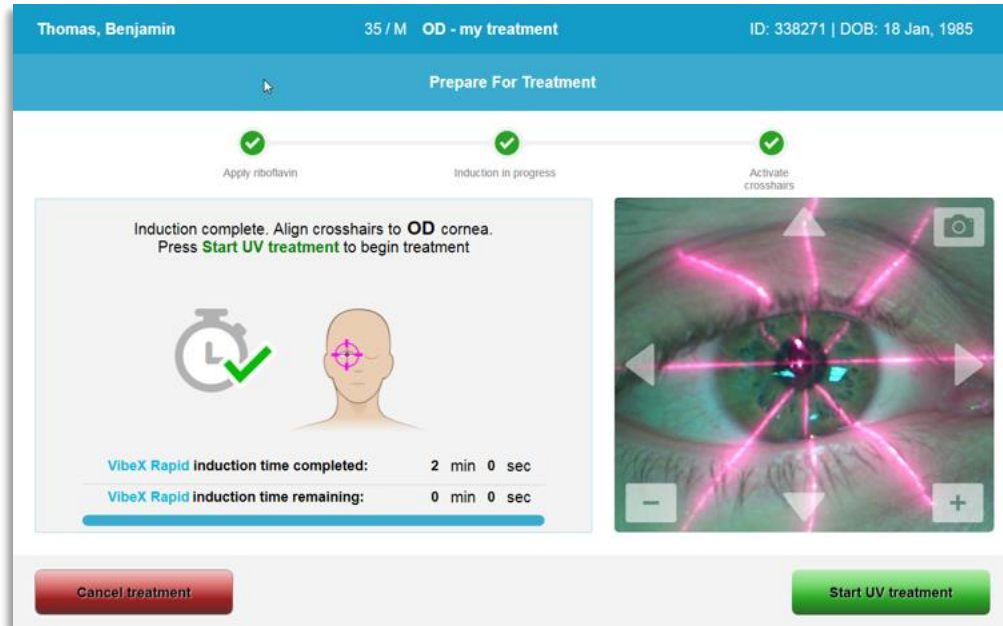 Thomas, Benjamin 35 / M OD - my treatment ID: 338271 | DOB: 18 Jan, 1985
Prepare For Treatment
Apply riboflavin Induction in progress Activate
crosshairs
Induction complete. Align crosshairs to OD cornea.
Press Start UV treatment to begin treatment
VibeX Rapid induction time completed: 2 min 0 sec
VibeX Rapid induction time remaining: 0 min 0 sec
Cancel treatment Start UV treatment